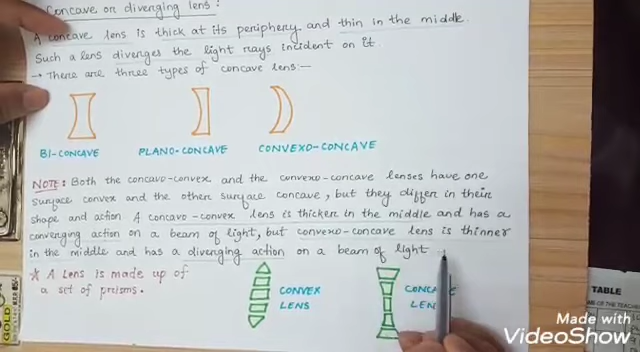 Concave or diverging lens:
A concave lens is thick at its periphery and thin in the middle.
Such a lens diverges the light rays incident on it.
→ There are three types of concave lens:—
BI-CONCAVE
PLANO-CONCAVE
CONVEXO-CONCAVE
NOTE: Both the concavo-convex and the convexo-concave lenses have one
surface convex and the other surface concave, but they differ in their
shape and action A concavo-convex lens is thicker in the middle and has a
converging action on a beam of light, but convexo-concave lens is thinner
in the middle and has a diverging action on a beam of light
* A Lens is made up of
a set of prisms.
CONVEX
LENS
LEN
GOLD
TABLE
Made with
VideoShow